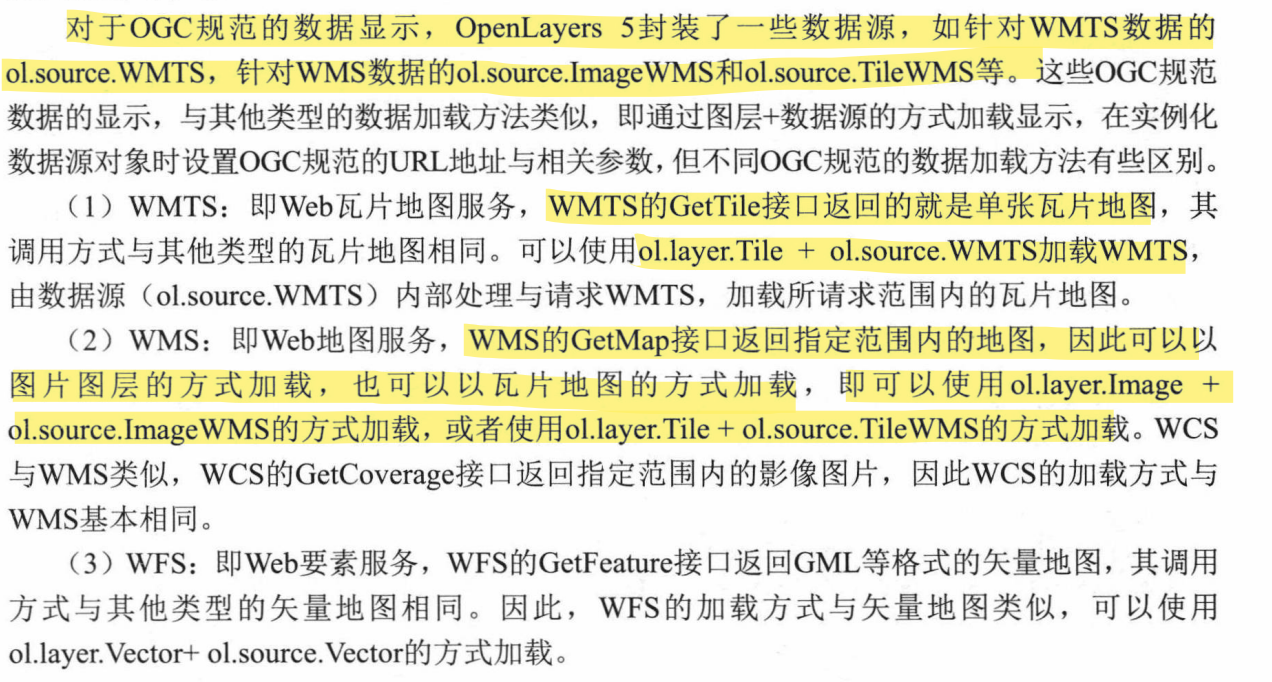 对于OGC规范的数据显示，OpenLayers 5封装了一些数据源，如针对WMTS数据的
ol.source.WMTS，针对WMS数据的ol.source.ImageWMS和ol.source.TileWMS等。这些OGC规范
数据的显示，与其他类型的数据加载方法类似，即通过图层+数据源的方式加载显示，在实例化
数据源对象时设置OGC规范的URL地址与相关参数，但不同OGC规范的数据加载方法有些区别。
（1）WMTS：即Web瓦片地图服务，WMTS的GetTile接口返回的就是单张瓦片地图，其
调用方式与其他类型的瓦片地图相同。可以使用ol.layer.Tile + ol.source.WMTS加载WMTS，
由数据源（ol.source.WMTS）内部处理与请求WMTS，加载所请求范围内的瓦片地图。
（2）WMS：即Web地图服务，WMS的GetMap接口返回指定范围内的地图，因此可以以
图片图层的方式加载，也可以以瓦片地图的方式加载，即可以使用ol.layer.Image +
ol.source.ImageWMS的方式加载，或者使用ol.layer.Tile + ol.source.TileWMS的方式加载。WCS
与WMS类似，WCS的GetCoverage接口返回指定范围内的影像图片，因此WCS的加载方式与
WMS基本相同。
（3）WFS：即Web要素服务，WFS的GetFeature接口返回GML等格式的矢量地图，其调用
方式与其他类型的矢量地图相同。因此，WFS的加载方式与矢量地图类似，可以使用
ol.layer.Vector+ ol.source.Vector的方式加载。